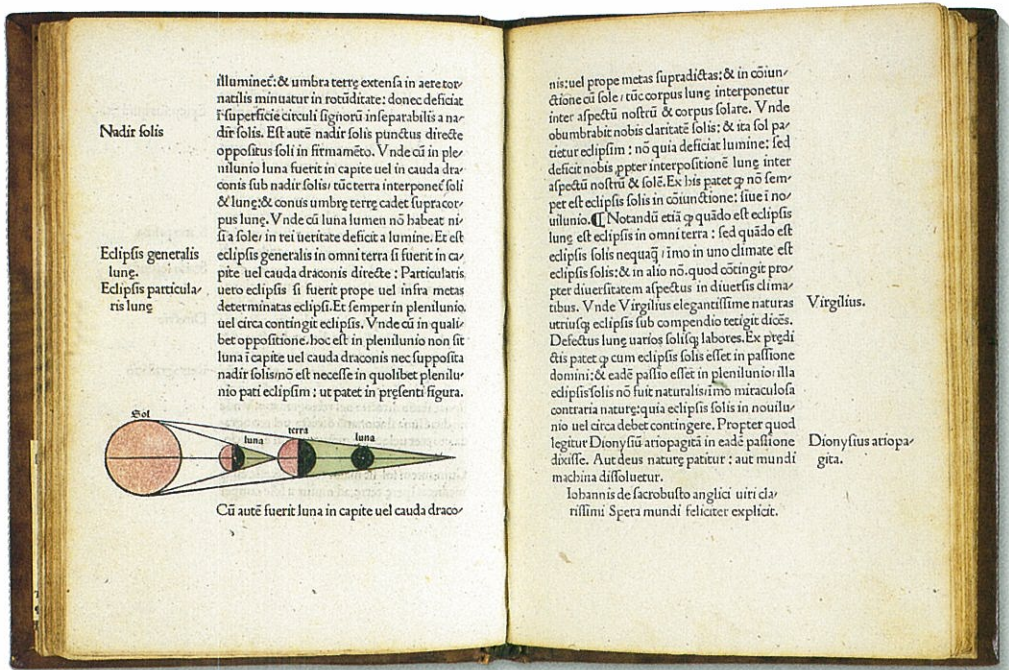 illuminet᷑:& umbra terrę extensa in aere tor⸗
natilis minuatur in rotũditate: donec deficiat
ĩ superficie circuli signorũ inseparabilis a na⸗
dir solis. Est autẽ nadir solis punctus directe
oppositus soli in firmamẽto. Vnde cũ in ple⸗
nilunio luna fuerit in capite uel in cauda dra⸗
conis sub nadir solis: tũc terra interponet᷑ soli
& lunę:& conus umbrę terrę cadet supra cor⸗
pus lunę. Vnde cũ luna lumen nõ habeat ni⸗
si a sole: in rei ueritate deficit a lumine. Et est
eclipsis generalis in omni terra si fuerit in ca⸗
pite uel cauda draconis directe: Particularis
uero eclipsis si fuerit prope uel infra metas
determinatas eclipsi. Et semper in plenilunio,
uel circa contingit eclipsis. Vnde cũ in quali⸗
bet oppositione. hoc est in plenilunio non sit
luna ĩ capite uel cauda draconis nec supposita
nadir solis: nõ est necesse in quolibet plenilu⸗
nio pati eclipsim: ut patet in pręsenti figura.
Nadir solis
Eclipsis generalis
lunę.
Eclipsis particula⸗
ris lunę
Sol
luna
terra
luna
Cũ autẽ fuerit luna in capite uel cauda draco⸗
nis: uel prope metas supradictas:& in cõiun⸗
ctione cũ sole: tũc corpus lunę interponetur
inter aspectũ nostrũ & corpus solare. Vnde
obumbrabit nobis claritatẽ solis: & ita sol pa⸗
tietur eclipsim: nõ quia deficiat lumine: sed
deficit nobis ꝓpter interpositionẽ lunę inter
aspectũ nostrũ & solẽ. Ex his patet ꝙ nõ sem⸗
per est eclipsis solis in cõiunctione: siue ĩ no⸗
uilunio. ¶ Notandũ etiã ꝙ quãdo est eclipsis
lunę est eclipsis in omni terra: sed quãdo est
eclipsis solis nequaq̃: imo in uno climate est
eclipsis solis:& in alio nõ. quod cõtingit pro⸗
pter diuersitatem aspectus in diuersis clima⸗
tibus. Vnde Virgilius elegantissime naturas
utriusq; eclipsis sub compendio tetigit dicẽs.
Defectus lunę uarios solisq; labores. Ex prędi
ctis patet ꝙ cum eclipsis solis esset in passione
domini:& eadẽ passio esset in plenilunio: illa
eclipsis solis nõ fuit naturalis: imo miraculosa
contraria naturę: quia eclipsis solis in nouilu⸗
nio uel circa debet contingere. Propter quod
legitur Dionysiũ ariopagitã in eadẽ passione
dixisse. Aut deus naturę patitur: aut mundi
machina dissoluetur.
Iohannis de sacrobusto anglici uiri cla⸗
rissimi Spera mundi feliciter explicit.
Virgilius.
Dionysius ariopa⸗
gita.